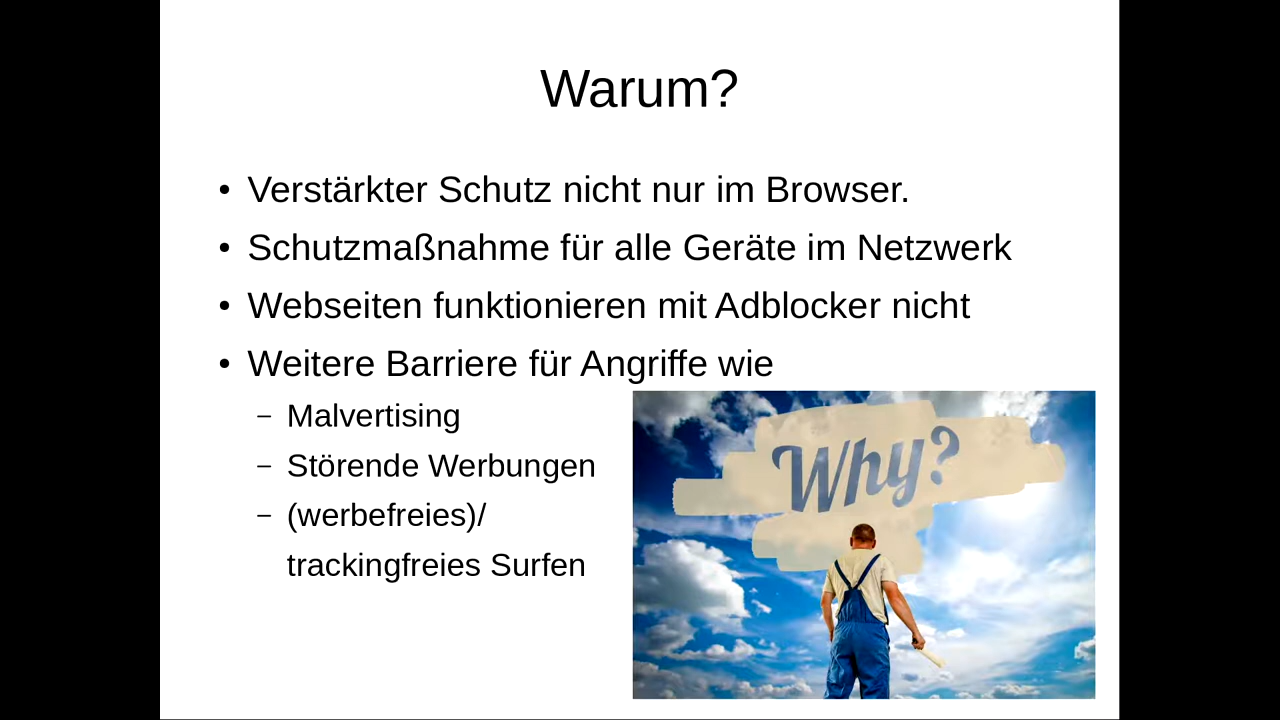 Warum?
• Verstärkter Schutz nicht nur im Browser.
• Schutzmaßnahme für alle Geräte im Netzwerk
• Webseiten funktionieren mit Adblocker nicht
• Weitere Barriere für Angriffe wie
– Malvertising
– Störende Werbungen
– (werbefreies)/
trackingfreies Surfen
Why?